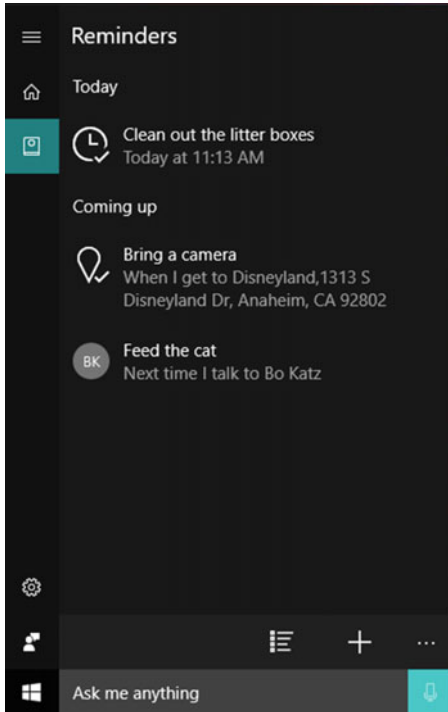 Reminders
Today
Clean out the litter boxes
Today at 11:13 AM
Coming up
Bring a camera
When I get to Disneyland,1313 S
Disneyland Dr, Anaheim, CA 92802
BK
Feed the cat
Next time I talk to Bo Katz
Ask me anything